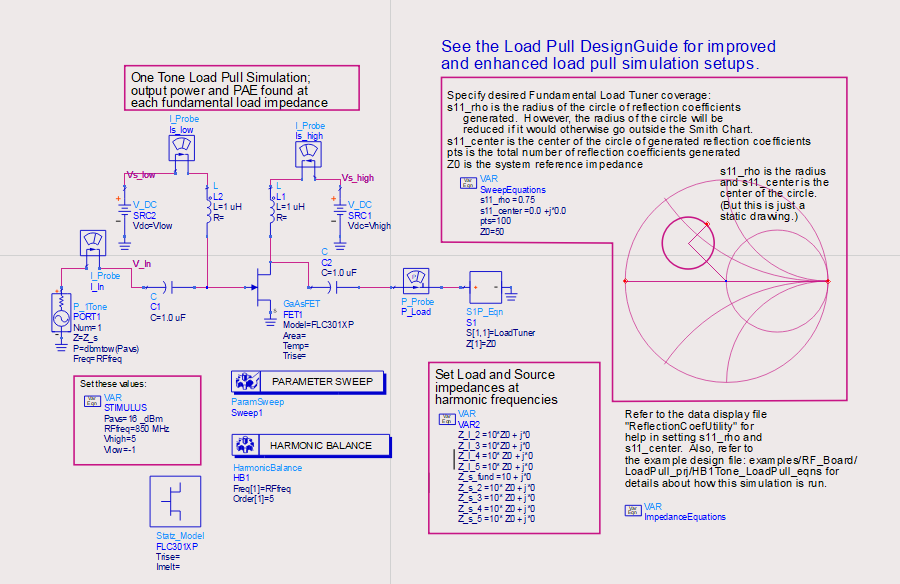 See the Load Pull DesignGuide for improved
and enhanced load pull simulation setups.
One Tone Load Pull Simulation;
output power and PAE found at
each fundamental load impedance
Specify desired Fundamental Load Tuner coverage:
s11_rho is the radius of the circle of reflection coefficients
generated. However, the radius of the circle will be
reduced if it would otherwise go outside the Smith Chart.
s11_center is the center of the circle of generated reflection coefficients
pts is the total number of reflection coefficients generated
Z0 is the system reference impedance
Var
Eqn
VAR
SweepEquations
s11_rho =0.75
s11_center =0.0 +j*0.0
pts=100
Z0=50
s11_rho is the radius
and s11_center is the
center of the circle.
(But this is just a
static drawing.)
I_Probe
Is_low
I_Probe
Is_high
Vs_low
Vs_high
V_DC
SRC2
Vdc=Vlow
L
L2
L=1 uH
R=
L
L1
L=1 uH
R=
V_DC
SRC1
Vdc=Vhigh
V_In
I_Probe
I_In
C
C1
C=1.0 uF
C
C2
C=1.0 uF
P_1Tone
PORT1
Num=1
Z=Z_s
P=dbmtow(Pavs)
Freq=RFfreq
GaAsFET
FET1
Model=FLC301XP
Area=
Temp=
Trise=
P_Probe
P_Load
S1P_Eqn
S1
S[1,1]=LoadTuner
Z[1]=Z0
Set these values:
Var
Eqn
VAR
STIMULUS
Pavs=16 _dBm
RFfreq=850 MHz
Vhigh=5
Vlow=-1
PARAMETER SWEEP
ParamSweep
Sweep1
HARMONIC BALANCE
HarmonicBalance
HB1
Freq[1]=RFfreq
Order[1]=5
Statz_Model
FLC301XP
Trise=
Imelt=
Set Load and Source
impedances at
harmonic frequencies
Var
Eqn
VAR
VAR2
Z_l_2 =10*Z0 + j*0
Z_l_3 =10*Z0 + j*0
Z_l_4 =10*Z0 + j*0
Z_l_5 =10*Z0 + j*0
Z_s_fund =10 + j*0
Z_s_2 =10* Z0 + j*0
Z_s_3 =10* Z0 + j*0
Z_s_4 =10* Z0 + j*0
Z_s_5 =10* Z0 + j*0
Refer to the data display file
"ReflectionCoefUtility" for
help in setting s11_rho and
s11_center. Also, refer to
the example design file: examples/RF_Board/
LoadPull_prj/HB1Tone_LoadPull_eqns for
details about how this simulation is run.
Var
Eqn
VAR
ImpedanceEquations